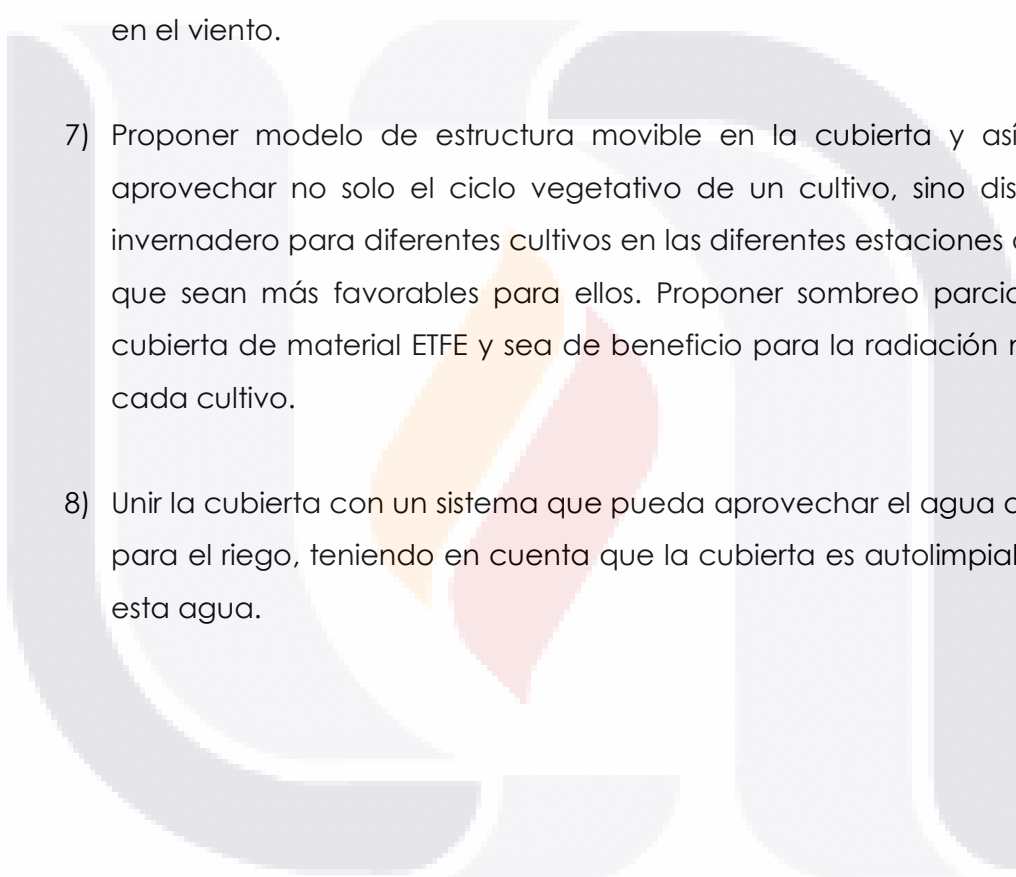 en el viento.
7) Proponer modelo de estructura movible en la cubierta y así
aprovechar no solo el ciclo vegetativo de un cultivo, sino
invernadero para diferentes cultivos en las diferentes estaciones
que sean más favorables para ellos. Proponer sombreo
cubierta de material ETFE y sea de beneficio para la radiación
cada cultivo.
8) Unir la cubierta con un sistema que pueda aprovechar el agua
para el riego, teniendo en cuenta que la cubierta es
esta agua.